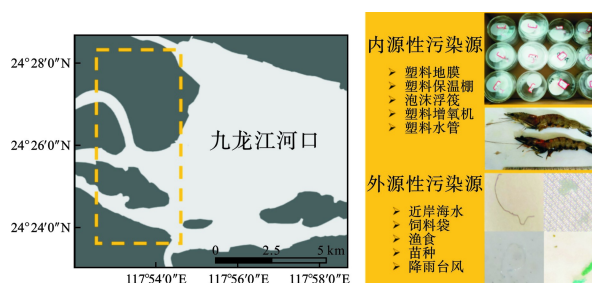 24°28′0″N
24°26′0″N
24°24′0″N
九龙江河口
0 2.5 5 km
117°54′0″E 117°56′0″E 117°58′0″E
内源性污染源
➢ 塑料地膜
➢ 塑料保温棚
➢ 泡沫浮筏
➢ 塑料增氧机
➢ 塑料水管
外源性污染源
➢ 近岸海水
➢ 饲料袋
➢ 渔食
➢ 苗种
➢ 降雨台风